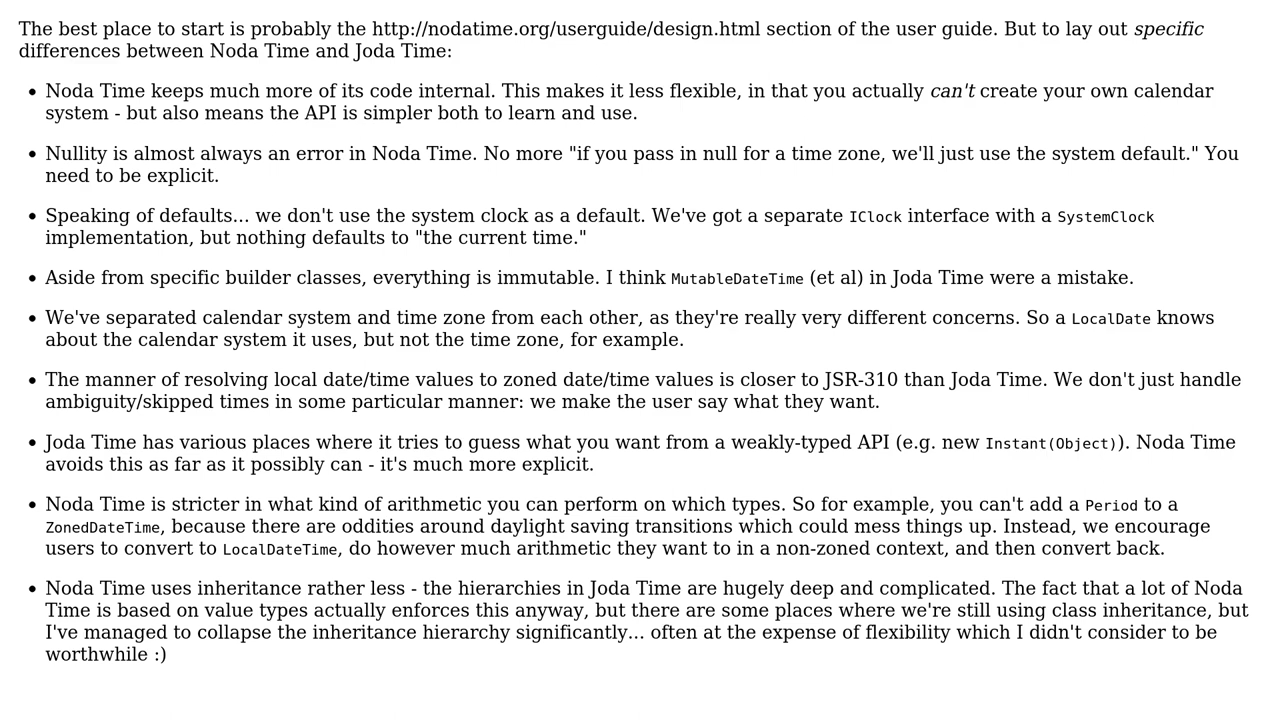 The best place to start is probably the http://nodatime.org/userguide/design.html section of the user guide. But to lay out specific
differences between Noda Time and Joda Time:
• Noda Time keeps much more of its code internal. This makes it less flexible, in that you actually can't create your own calendar
system - but also means the API is simpler both to learn and use.
• Nullity is almost always an error in Noda Time. No more "if you pass in null for a time zone, we'll just use the system default." You
need to be explicit.
• Speaking of defaults... we don't use the system clock as a default. We've got a separate IClock interface with a SystemClock
implementation, but nothing defaults to "the current time."
• Aside from specific builder classes, everything is immutable. I think MutableDateTime (et al) in Joda Time were a mistake.
• We've separated calendar system and time zone from each other, as they're really very different concerns. So a LocalDate knows
about the calendar system it uses, but not the time zone, for example.
• The manner of resolving local date/time values to zoned date/time values is closer to JSR-310 than Joda Time. We don't just handle
ambiguity/skipped times in some particular manner: we make the user say what they want.
• Joda Time has various places where it tries to guess what you want from a weakly-typed API (e.g. new Instant(Object)). Noda Time
avoids this as far as it possibly can - it's much more explicit.
• Noda Time is stricter in what kind of arithmetic you can perform on which types. So for example, you can't add a Period to a
ZonedDateTime, because there are oddities around daylight saving transitions which could mess things up. Instead, we encourage
users to convert to LocalDateTime, do however much arithmetic they want to in a non-zoned context, and then convert back.
• Noda Time uses inheritance rather less - the hierarchies in Joda Time are hugely deep and complicated. The fact that a lot of Noda
Time is based on value types actually enforces this anyway, but there are some places where we're still using class inheritance, but
I've managed to collapse the inheritance hierarchy significantly... often at the expense of flexibility which I didn't consider to be
worthwhile :)